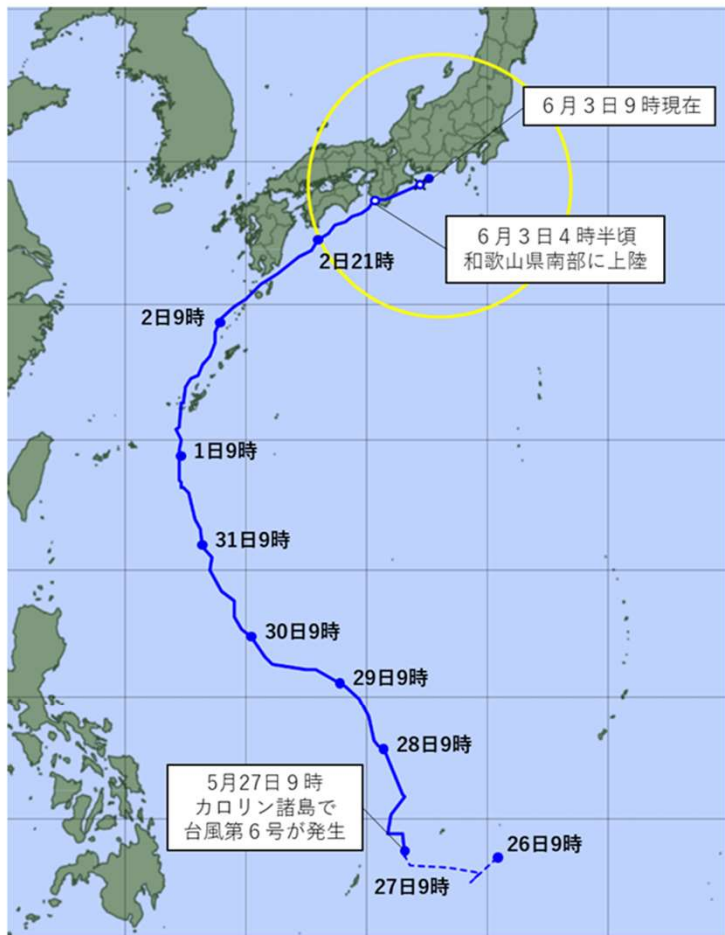 6月3日9時現在
6月3日4時半頃
和歌山県南部に上陸
2日21時
2日9時
1日9時
31日9時
30日9時
29日9時
28日9時
5月27日9時
カロリン諸島で
台風第6号が発生
26日9時
27日9時